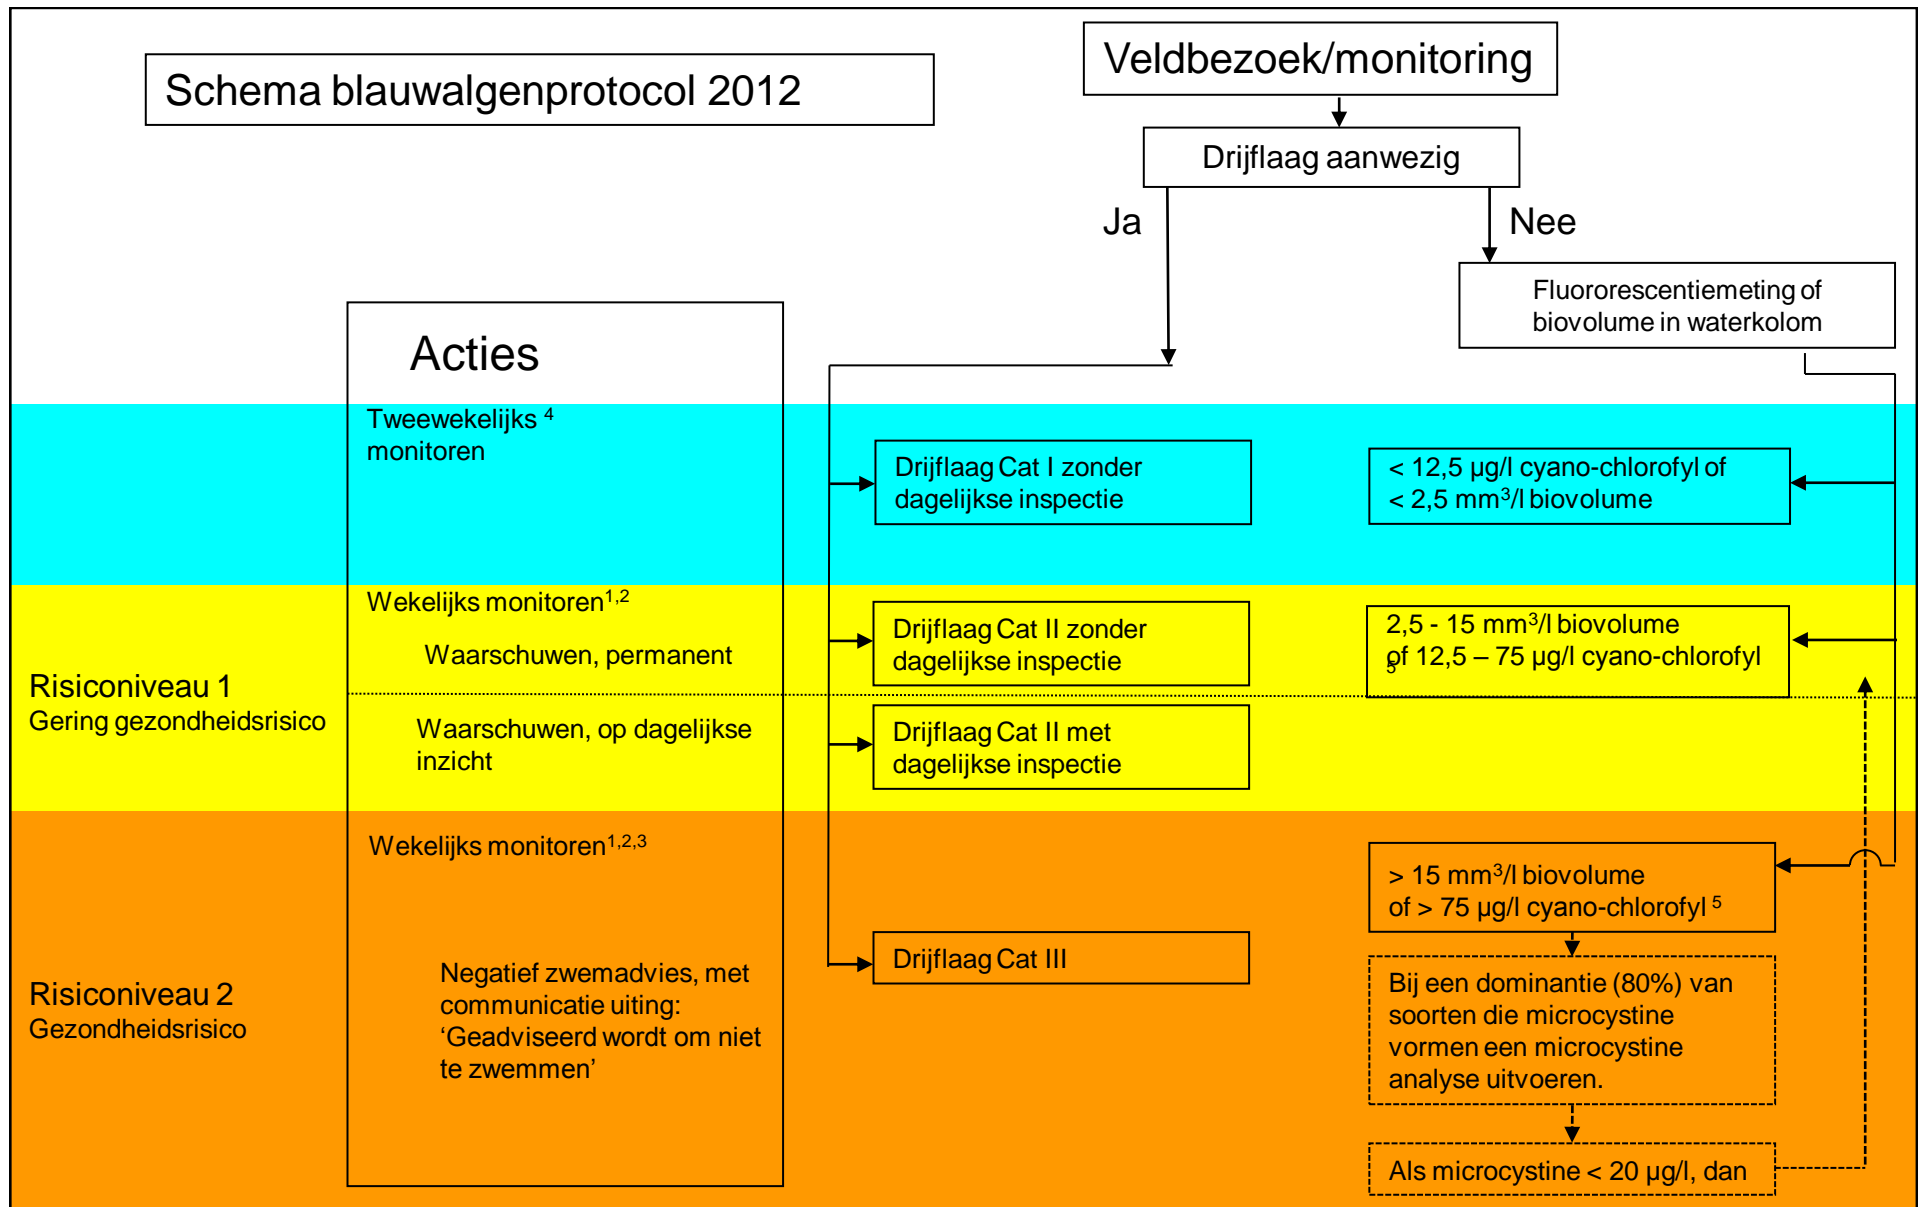 Schema blauwalgenprotocol 2012
Veldbezoek/monitoring
Drijflaag aanwezig
Ja
Nee
Fluororescentiemeting of
biovolume in waterkolom
Acties
Tweewekelijks 4
monitoren
Drijflaag Cat I zonder
dagelijkse inspectie
< 12,5 µg/l cyano-chlorofyl of
< 2,5 mm3/l biovolume
Risiconiveau 1
Gering gezondheidsrisico
Wekelijks monitoren1,2
Waarschuwen, permanent
Drijflaag Cat II zonder
dagelijkse inspectie
2,5 - 15 mm3/l biovolume
of 12,5 – 75 µg/l cyano-chlorofyl
5
Waarschuwen, op dagelijkse
inzicht
Drijflaag Cat II met
dagelijkse inspectie
Risiconiveau 2
Gezondheidsrisico
Wekelijks monitoren1,2,3
Negatief zwemadvies, met
communicatie uiting:
‘Geadviseerd wordt om niet
te zwemmen’
Drijflaag Cat III
> 15 mm3/l biovolume
of > 75 µg/l cyano-chlorofyl 5
Bij een dominantie (80%) van
soorten die microcystine
vormen een microcystine
analyse uitvoeren.
Als microcystine < 20 µg/l, dan